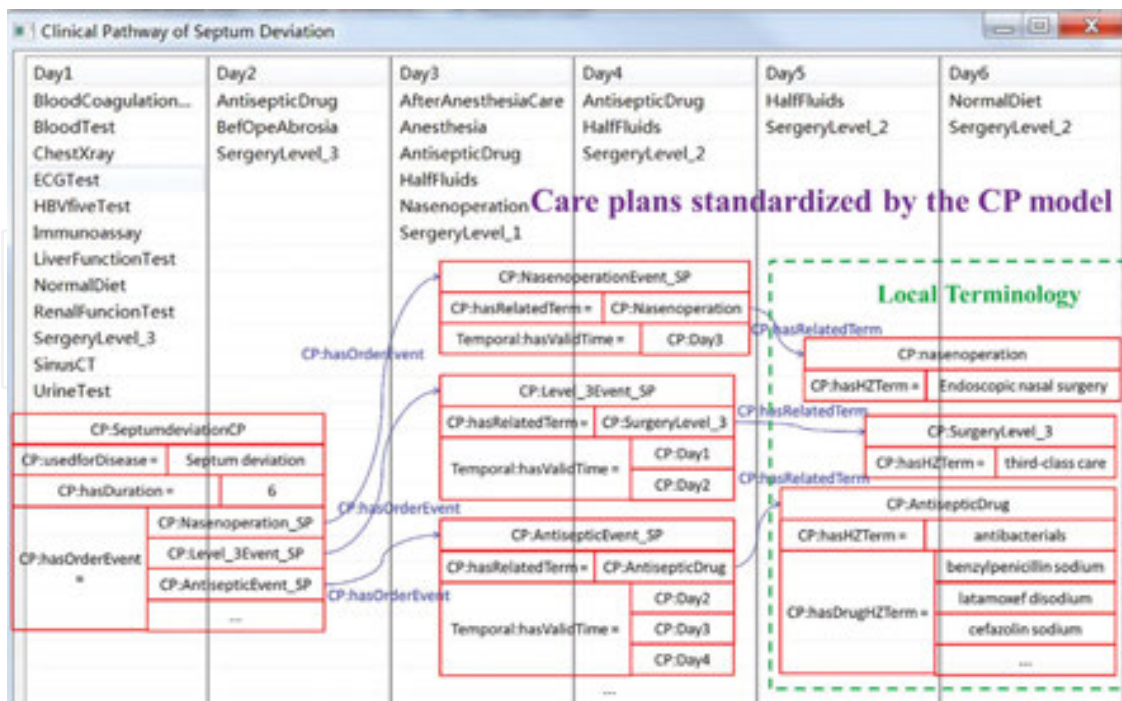 Clinical Pathway of Septum Deviation
Day1
BloodCoagulation...
BloodTest
ChestXray
ECGTest
HBVfiveTest
Immunoassay
LiverFunctionTest
NormalDiet
RenalFuncionTest
SergeryLevel_3
SinusCT
UrineTest
Day2
AntisepticDrug
BefOpeAbrosia
SergeryLevel_3
Day3
AfterAnesthesiaCare
Anesthesia
AntisepticDrug
HalfFluids
Nasenoperation
SergeryLevel_1
Day4
AntisepticDrug
HalfFluids
SergeryLevel_2
Day5
HalfFluids
SergeryLevel_2
Day6
NormalDiet
SergeryLevel_2
Care plans standardized by the CP model
CP:SeptumdeviationCP
CP:usedforDisease = Septum deviation
CP:hasDuration = 6
CP:hasOrderEvent =
CP:Nasenoperation_SP
CP:Level_3Event_SP
CP:AntisepticEvent_SP
...
CP:hasOrderEvent
CP:hasOrderEvent
CP:hasOrderEvent
CP:NasenoperationEvent_SP
CP:hasRelatedTerm = CP:Nasenoperation
Temporal:hasValidTime = CP:Day3
CP:Level_3Event_SP
CP:hasRelatedTerm= CP:SurgeryLevel_3
Temporal:hasValidTime =
CP:Day1
CP:Day2
CP:AntisepticEvent_SP
CP:hasRelatedTerm= CP:AntisepticDrug
Temporal:hasValidTime =
CP:Day2
CP:Day3
CP:Day4
...
CP:hasRelatedTerm
CP:hasRelatedTerm
CP:hasRelatedTerm
Local Terminology
CP:nasenoperation
CP:hasHZTerm = Endoscopic nasal surgery
CP:SurgeryLevel_3
CP:hasHZTerm = third-class care
CP:AntisepticDrug
CP:hasHZTerm = antibacterials
CP:hasDrugHZTerm =
benzylpenicillin sodium
latamoxef disodium
cefazolin sodium
...